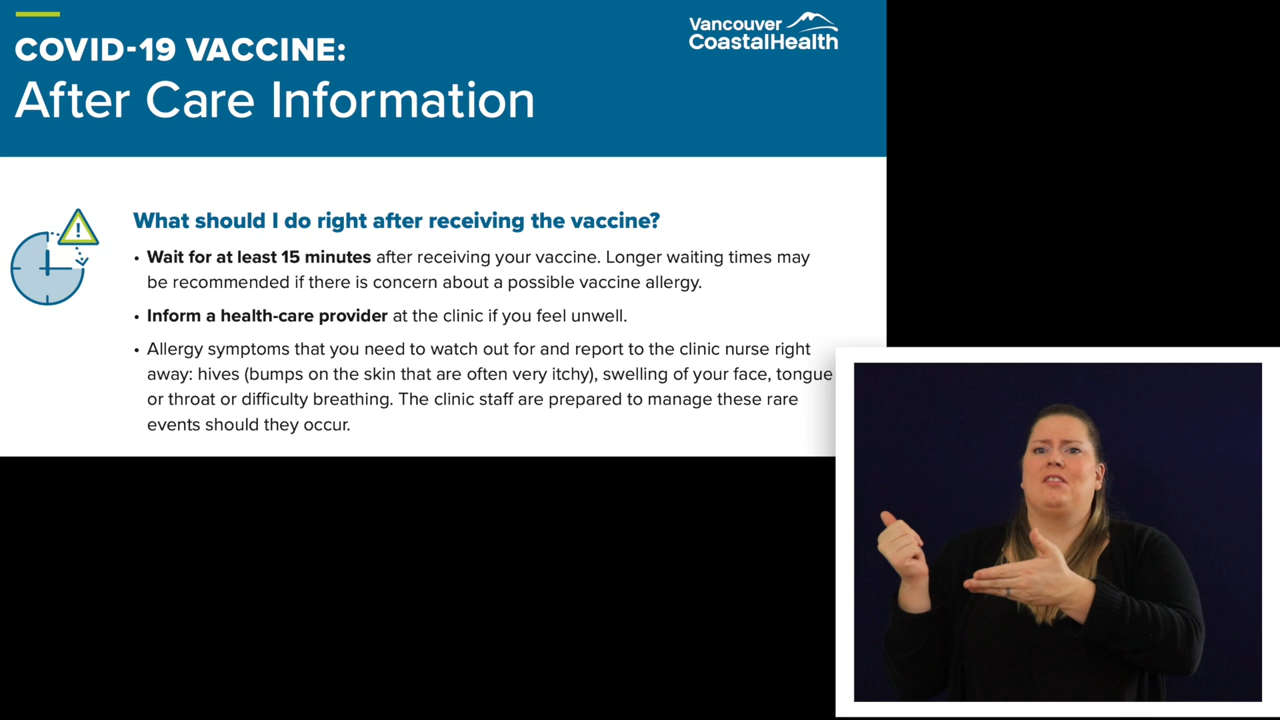 COVID-19 VACCINE:
After Care Information
Vancouver
CoastalHealth
What should I do right after receiving the vaccine?
• Wait for at least 15 minutes after receiving your vaccine. Longer waiting times may
be recommended if there is concern about a possible vaccine allergy.
• Inform a health-care provider at the clinic if you feel unwell.
• Allergy symptoms that you need to watch out for and report to the clinic nurse right
away: hives (bumps on the skin that are often very itchy), swelling of your face, tongue
or throat or difficulty breathing. The clinic staff are prepared to manage these rare
events should they occur.